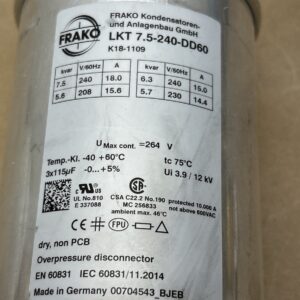 FRAKO
FRAKO Kondensatoren-
und Anlagenbau GmbH
LKT 7.5-240-DD60
K18-1109
kvar V/60Hz A kvar V/60Hz A
7.5 240 18.0 6.3 240 15.0
5.6 208 15.6 5.7 230 14.4
U Max cont. =264 V
Temp.-Kl. -40 +60°C tc 75°C
3x115µF -0...+5% Ui 3.9 / 12 kV
UL No.810
E 337088
CSA C22.2 No.190
MC 256833
ambient max. 46°C
protected 10,000 A
not above 600VAC
CE FPU
dry, non PCB
Overpressure disconnector
EN 60831 IEC 60831/11.2014
Made in Germany 00704543_BJEB